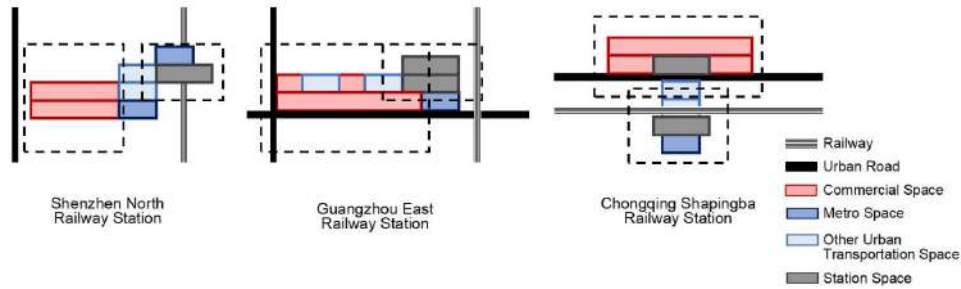 Shenzhen North
Railway Station
Guangzhou East
Railway Station
Chongqing Shapingba
Railway Station
Railway
Urban Road
Commercial Space
Metro Space
Other Urban
Transportation Space
Station Space